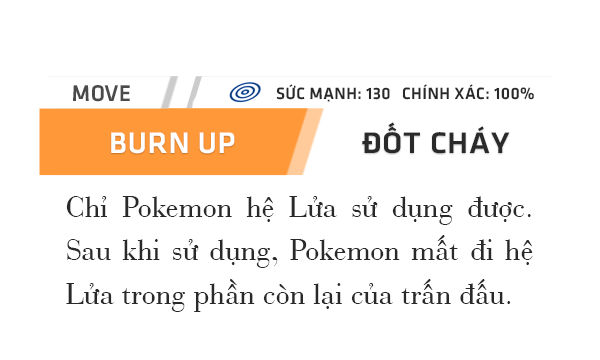 MOVE SỨC MẠNH: 130 CHÍNH XÁC: 100%
BURN UP ĐỐT CHÁY
Chỉ Pokemon hệ Lửa sử dụng được.
Sau khi sử dụng, Pokemon mất đi hệ
Lửa trong phần còn lại của trấn đấu.